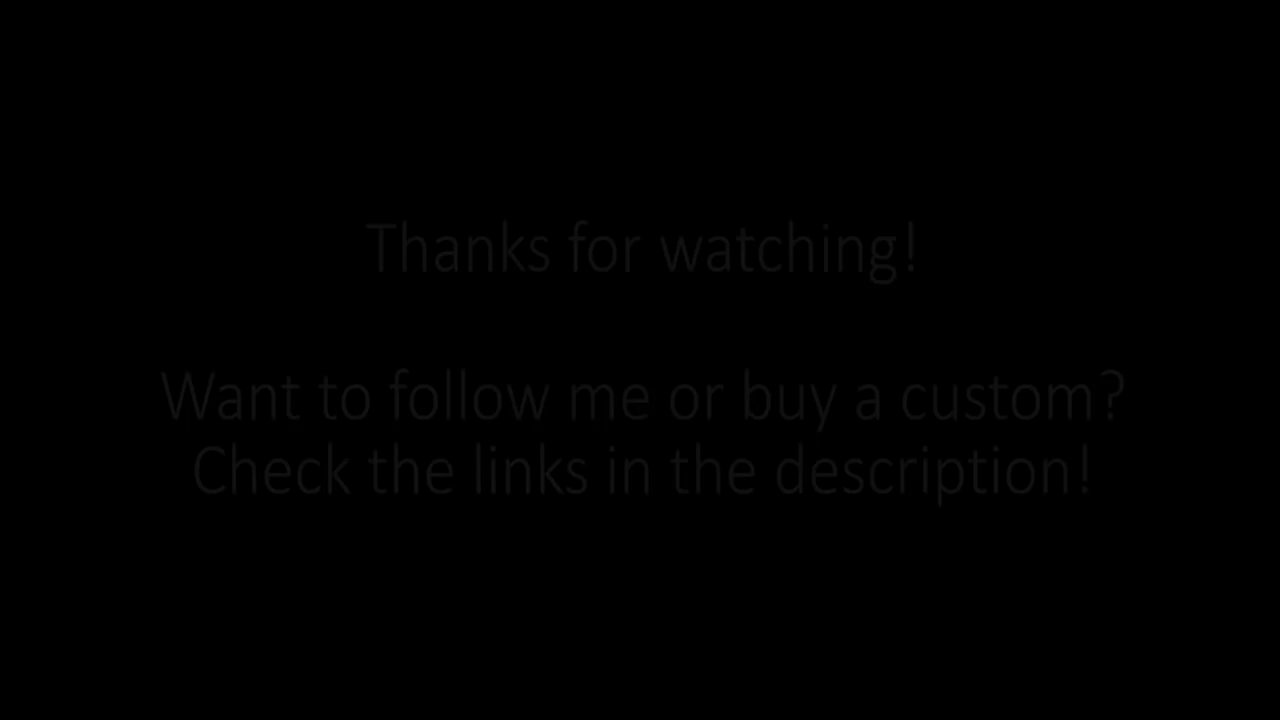 Thanks for watching!
Want to follow me or buy a custom?
Check the links in the description!